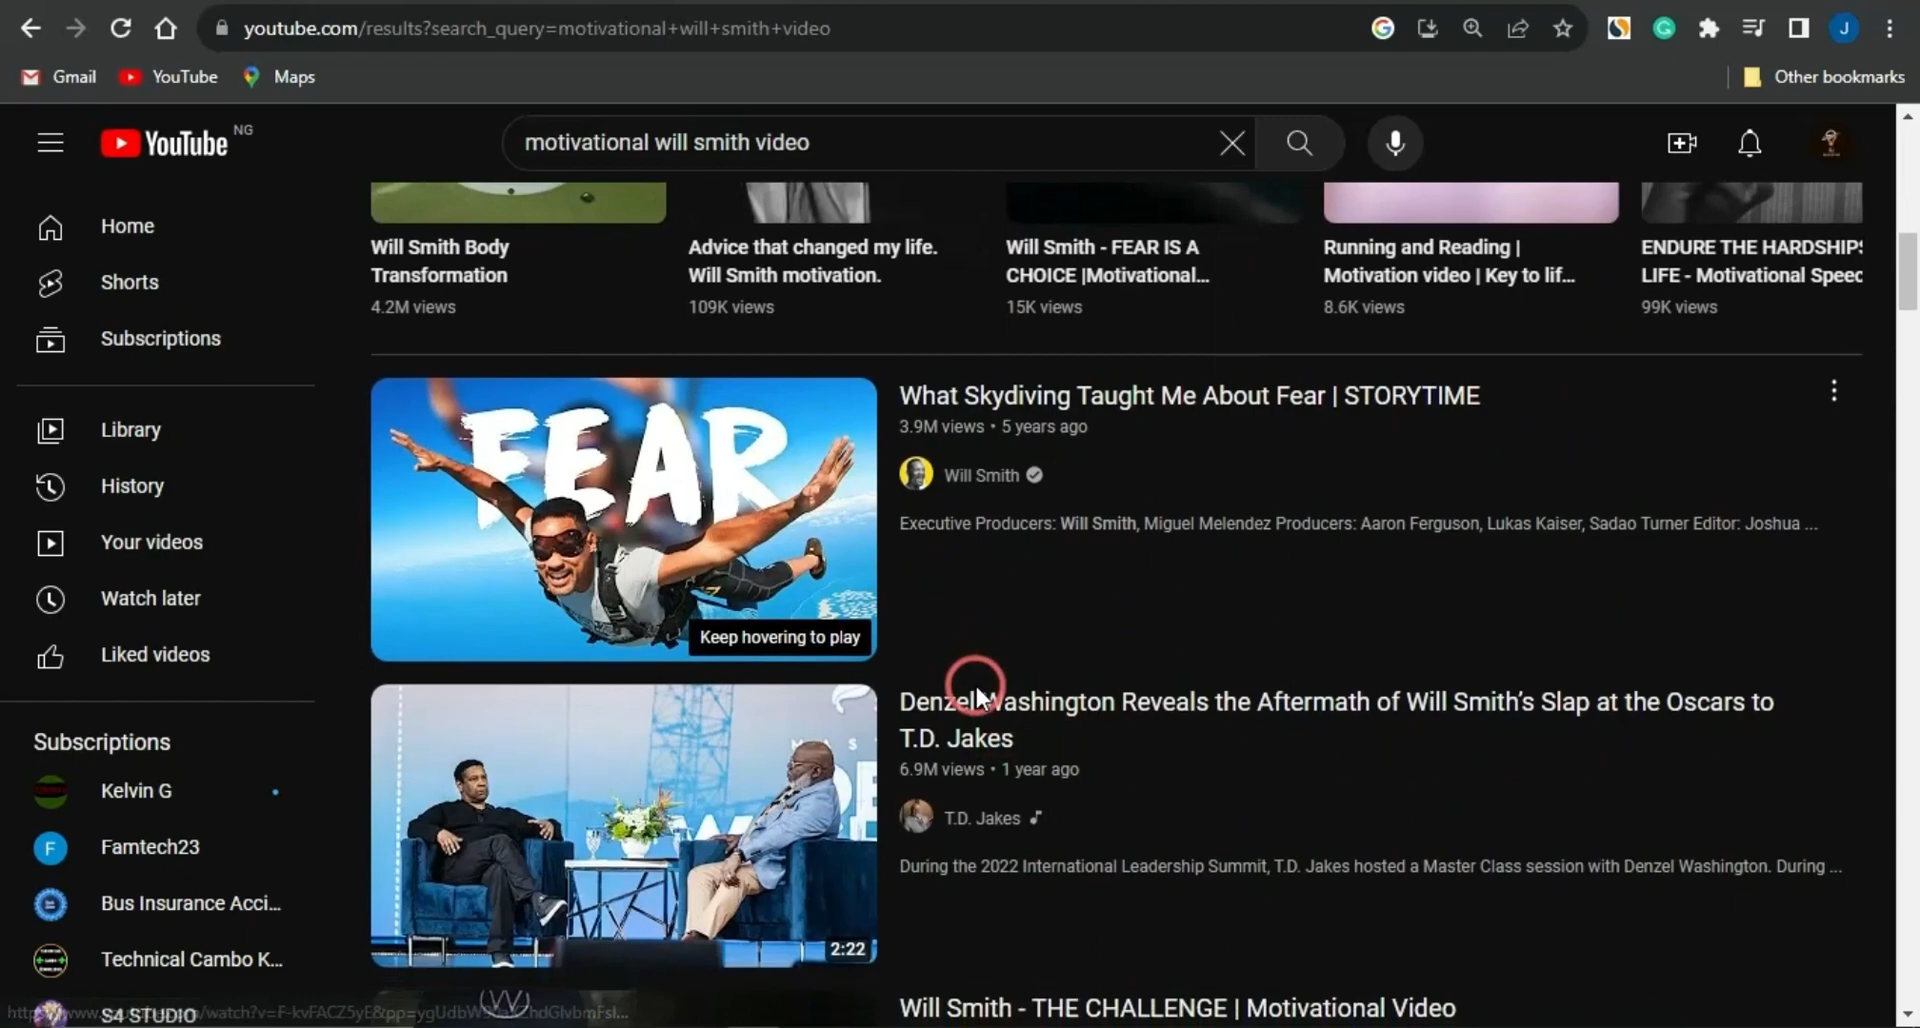 youtube.com/results?search_query=motivational+will+smith+video
J
Gmail
YouTube
Maps
Other bookmarks
YouTube NG
motivational will smith video
Home
Shorts
Subscriptions
Library
History
Your videos
Watch later
Liked videos
Subscriptions
Kelvin G
F
Famtech23
Bus Insurance Acci...
Technical Cambo K...
S4 STUDIO
Will Smith Body
Transformation
4.2M views
Advice that changed my life.
Will Smith motivation.
109K views
Will Smith - FEAR IS A
CHOICE |Motivational...
15K views
Running and Reading |
Motivation video | Key to lif...
8.6K views
ENDURE THE HARDSHIPS
LIFE - Motivational Speec
99K views
FEAR
Keep hovering to play
What Skydiving Taught Me About Fear | STORYTIME
3.9M views • 5 years ago
Will Smith
Executive Producers: Will Smith, Miguel Melendez Producers: Aaron Ferguson, Lukas Kaiser, Sadao Turner Editor: Joshua ...
2:22
Denzel Washington Reveals the Aftermath of Will Smith’s Slap at the Oscars to
T.D. Jakes
6.9M views • 1 year ago
T.D. Jakes
During the 2022 International Leadership Summit, T.D. Jakes hosted a Master Class session with Denzel Washington. During ...
Will Smith - THE CHALLENGE | Motivational Video